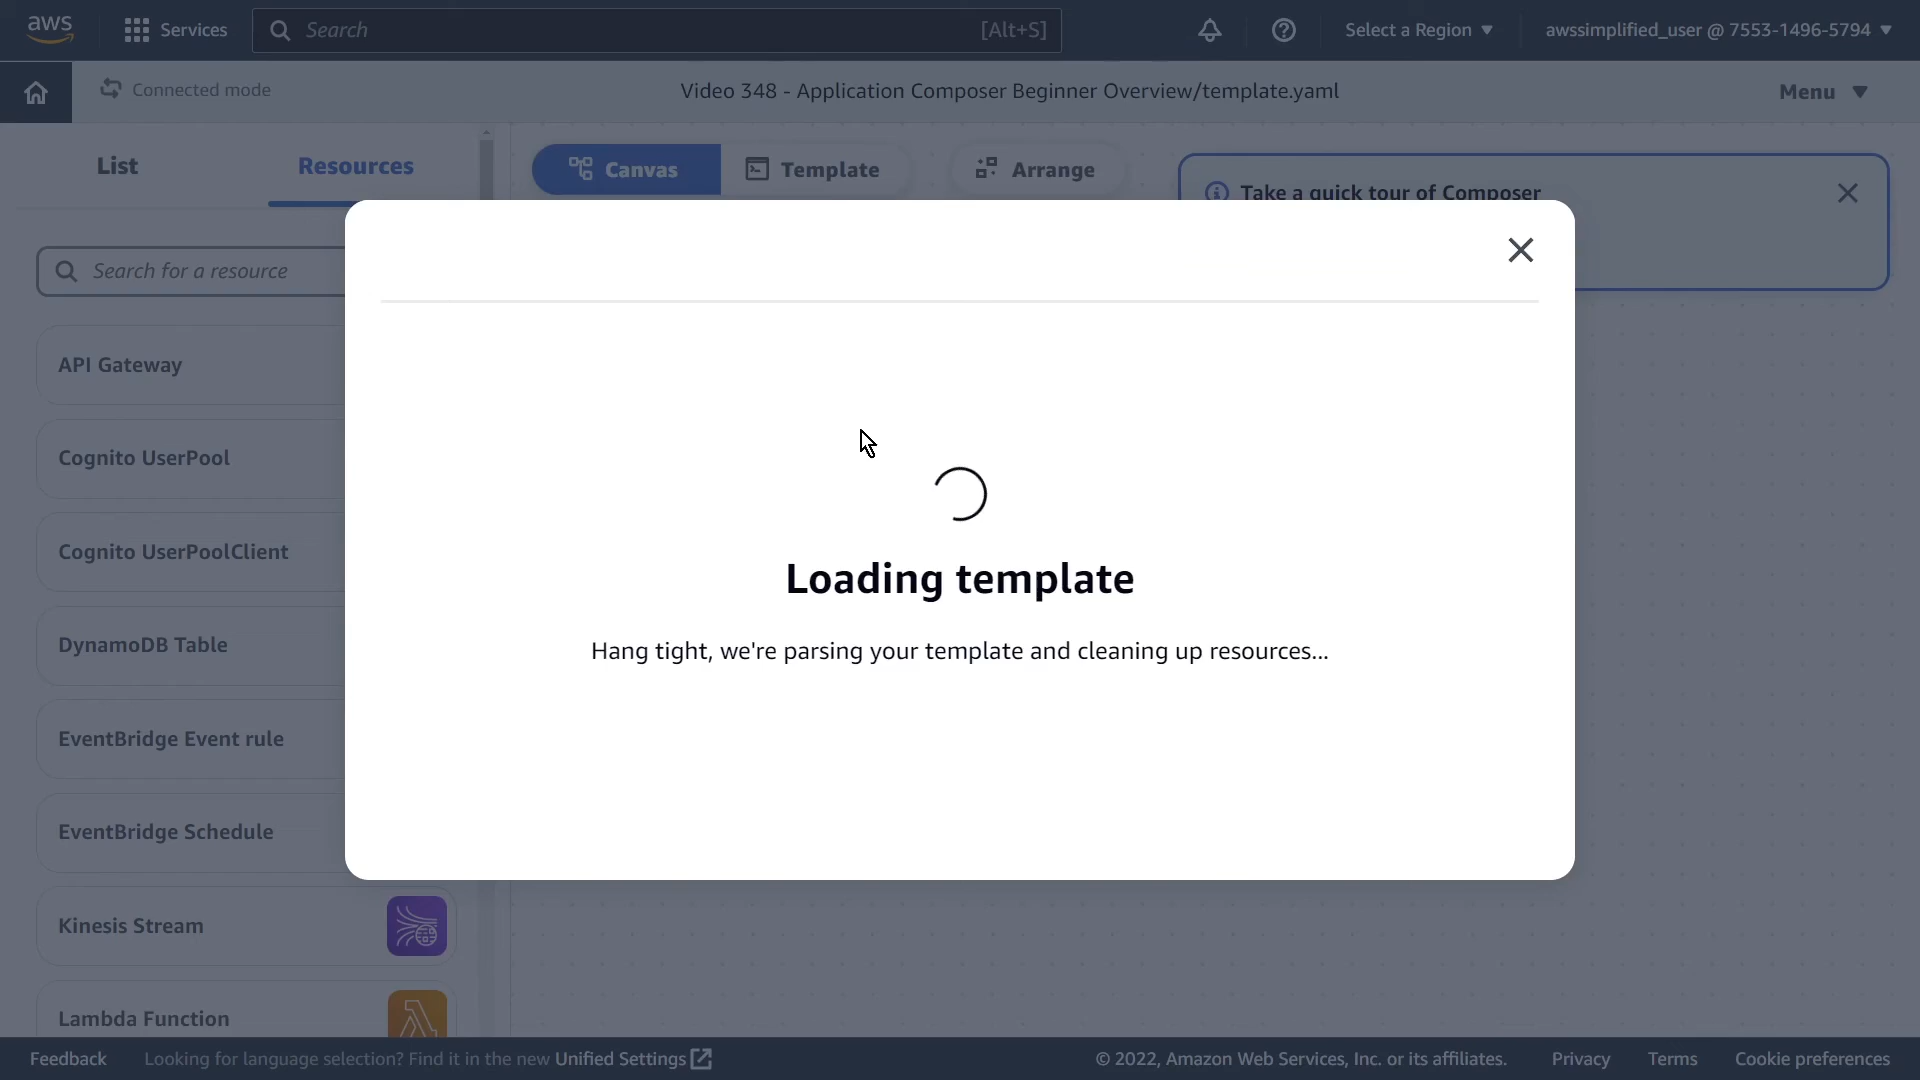 aws
Services
Search
[Alt+S]
Select a Region
awssimplified_user @ 7553-1496-5794
Connected mode
Video 348 - Application Composer Beginner Overview/template.yaml
Menu
List
Resources
Canvas
Template
Arrange
Take a quick tour of Composer
Search for a resource
API Gateway
Cognito UserPool
Cognito UserPoolClient
DynamoDB Table
EventBridge Event rule
EventBridge Schedule
Kinesis Stream
Lambda Function
Loading template
Hang tight, we're parsing your template and cleaning up resources...
Feedback
Looking for language selection? Find it in the new Unified Settings
© 2022, Amazon Web Services, Inc. or its affiliates.
Privacy
Terms
Cookie preferences